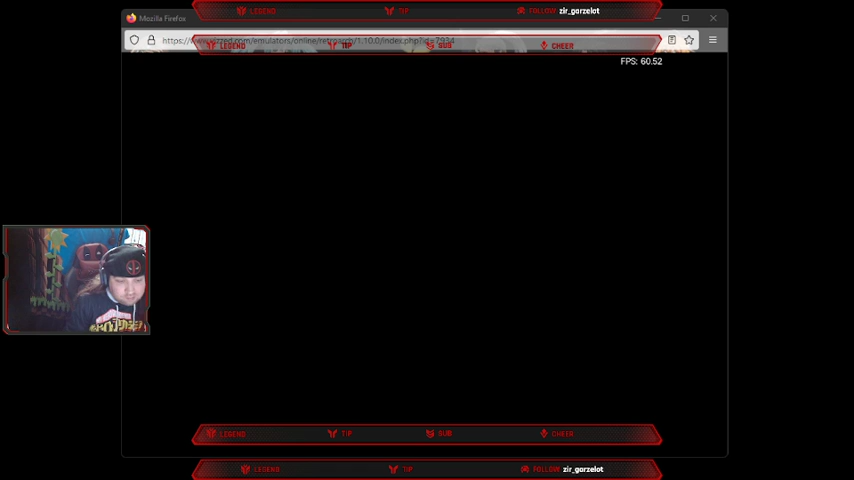 LEGEND TIP FOLLOW zir_gorzelot
Mozilla Firefox
LEGEND TIP SUB CHEER
FPS: 60.52
LEGEND TIP SUB CHEER
LEGEND TIP FOLLOW zir_gorzelot